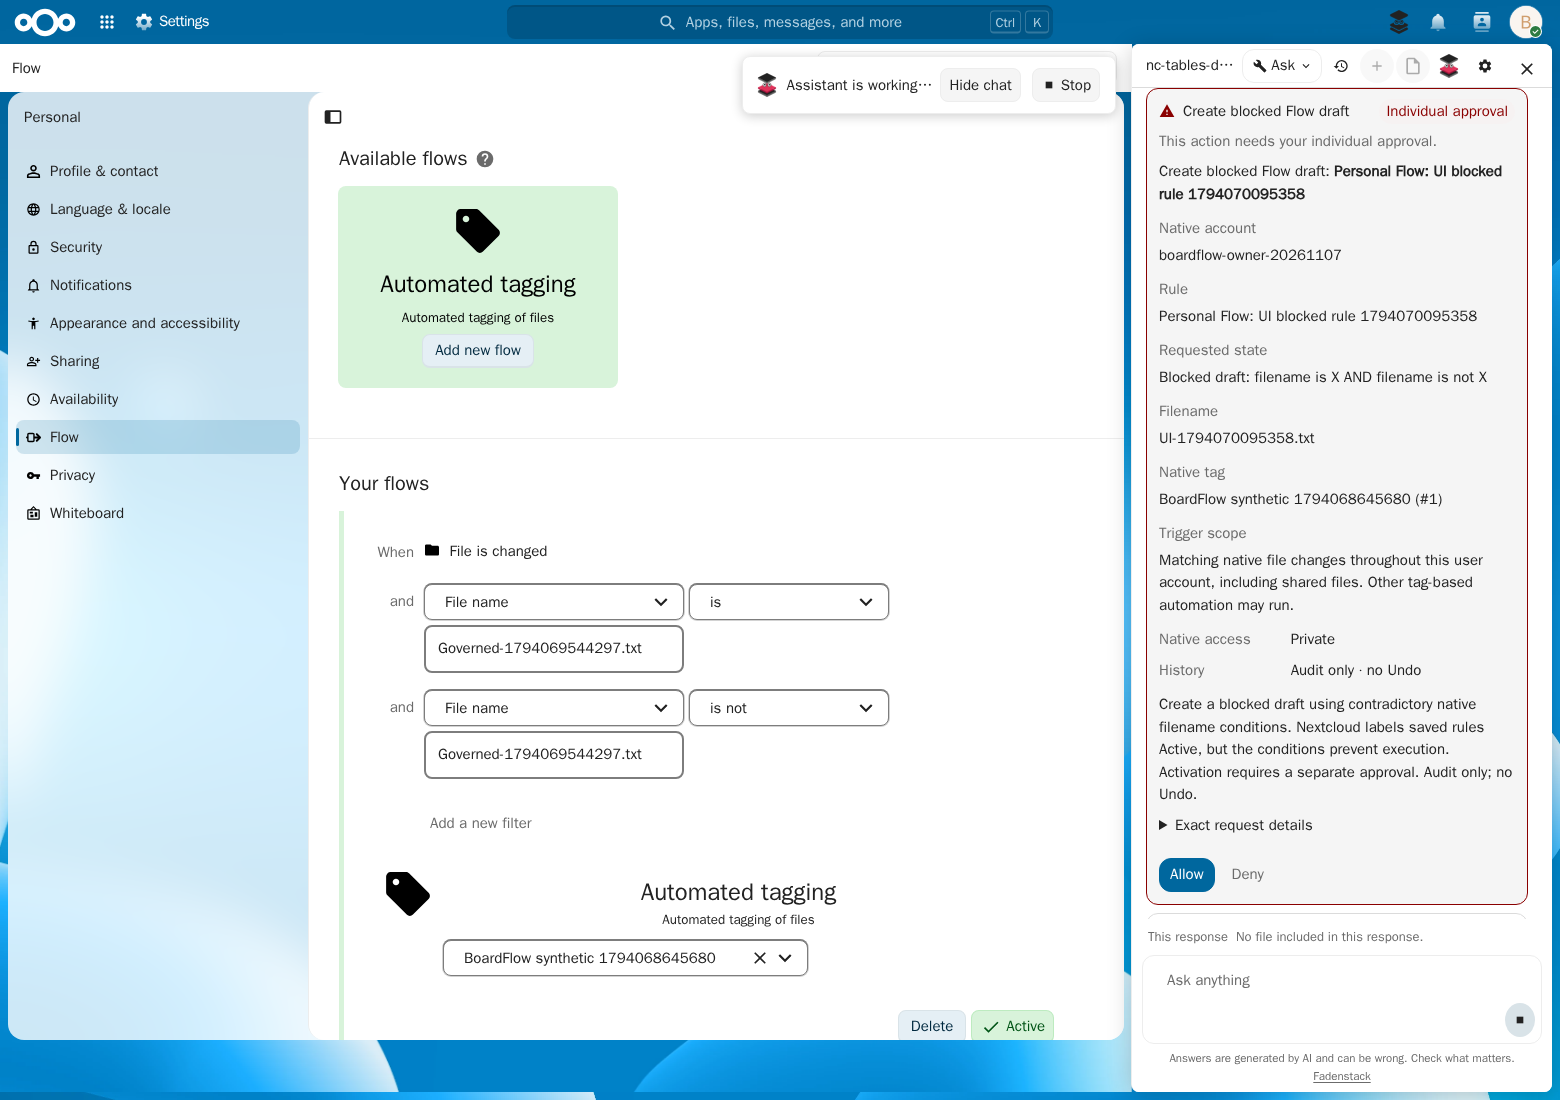 Settings
Apps, files, messages, and more
Ctrl
K
B
Flow
Assistant is working···
Hide chat
Stop
nc-tables-d···
Ask
Personal
Profile & contact
Language & locale
Security
Notifications
Appearance and accessibility
Sharing
Availability
Flow
Privacy
Whiteboard
Available flows
Automated tagging
Automated tagging of files
Add new flow
Your flows
When File is changed
and File name is
Governed-1794069544297.txt
and File name is not
Governed-1794069544297.txt
Add a new filter
Automated tagging
Automated tagging of files
BoardFlow synthetic 1794068645680
Delete
Active
Create blocked Flow draft Individual approval
This action needs your individual approval.
Create blocked Flow draft: Personal Flow: UI blocked
rule 1794070095358
Native account
boardflow-owner-20261107
Rule
Personal Flow: UI blocked rule 1794070095358
Requested state
Blocked draft: filename is X AND filename is not X
Filename
UI-1794070095358.txt
Native tag
BoardFlow synthetic 1794068645680 (#1)
Trigger scope
Matching native file changes throughout this user
account, including shared files. Other tag-based
automation may run.
Native access Private
History Audit only · no Undo
Create a blocked draft using contradictory native
filename conditions. Nextcloud labels saved rules
Active, but the conditions prevent execution.
Activation requires a separate approval. Audit only; no
Undo.
Exact request details
Allow
Deny
This response No file included in this response.
Ask anything
Answers are generated by AI and can be wrong. Check what matters.
Fadenstack